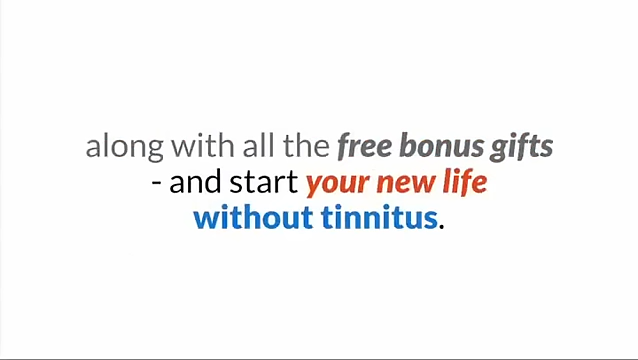 along with all the free bonus gifts
- and start your new life
without tinnitus.